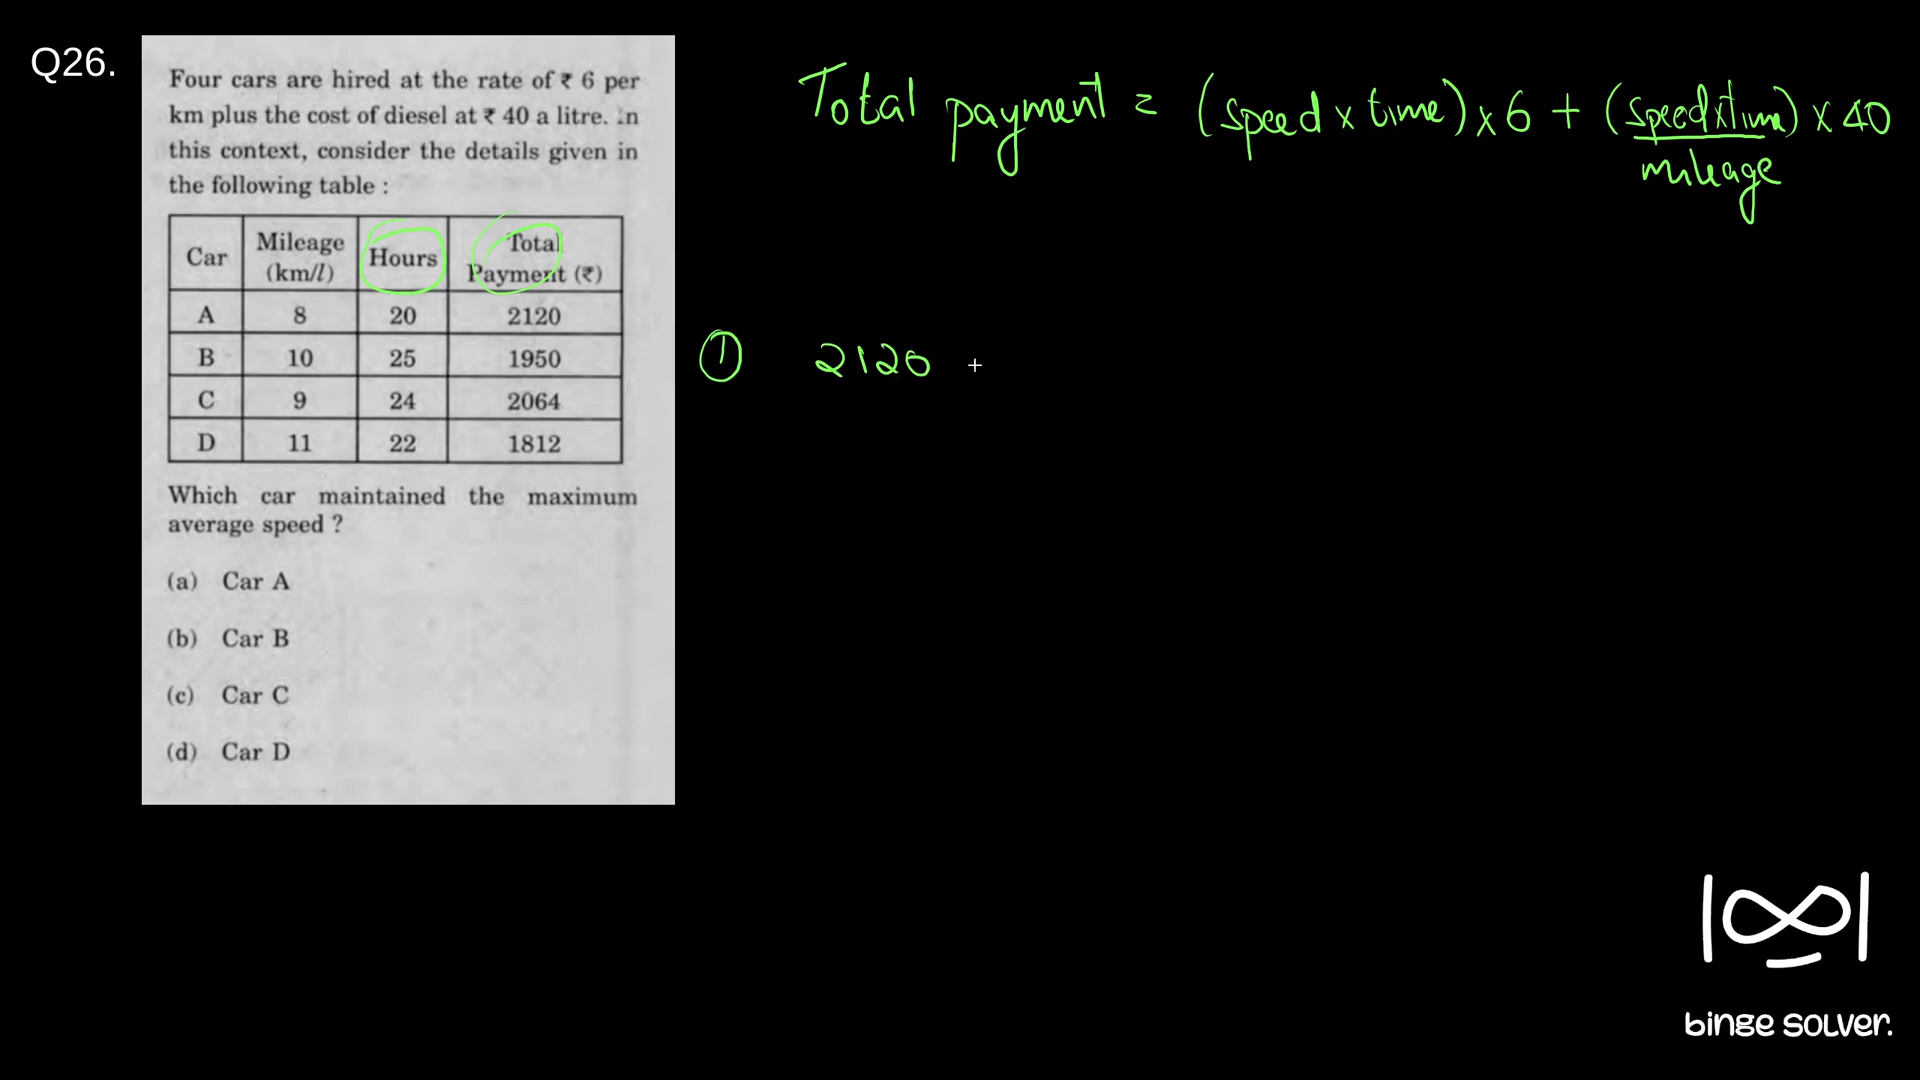 Q26.
Four cars are hired at the rate of ₹ 6 per
km plus the cost of diesel at ₹ 40 a litre. In
this context, consider the details given in
the following table :
Car Mileage (km/l) Hours Total Payment (₹)
A 8 20 2120
B 10 25 1950
C 9 24 2064
D 11 22 1812
Which car maintained the maximum
average speed ?
(a) Car A
(b) Car B
(c) Car C
(d) Car D
Total payment = (speed x time) x 6 + (speed x time / mileage) x 40
① 2120
binge solver.